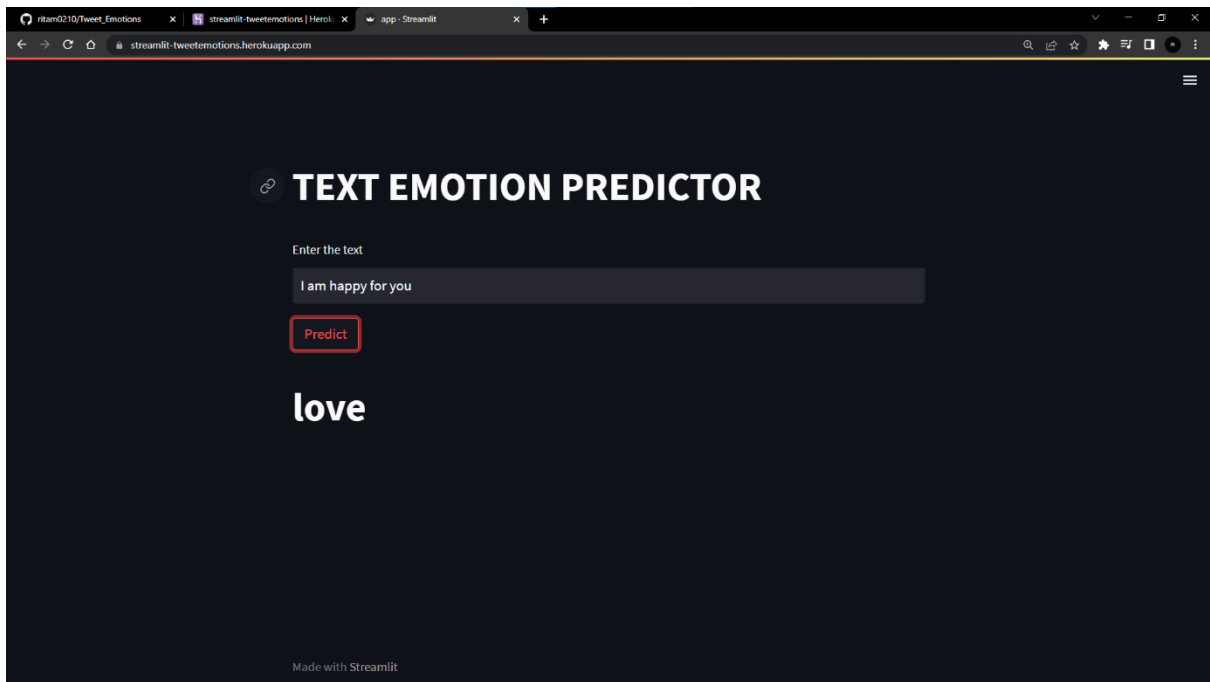 ritam0210/Tweet_Emotions
streamlit-tweetemotions | Herok
app · Streamlit
streamlit-tweetemotions.herokuapp.com
TEXT EMOTION PREDICTOR
Enter the text
I am happy for you
Predict
love
Made with Streamlit